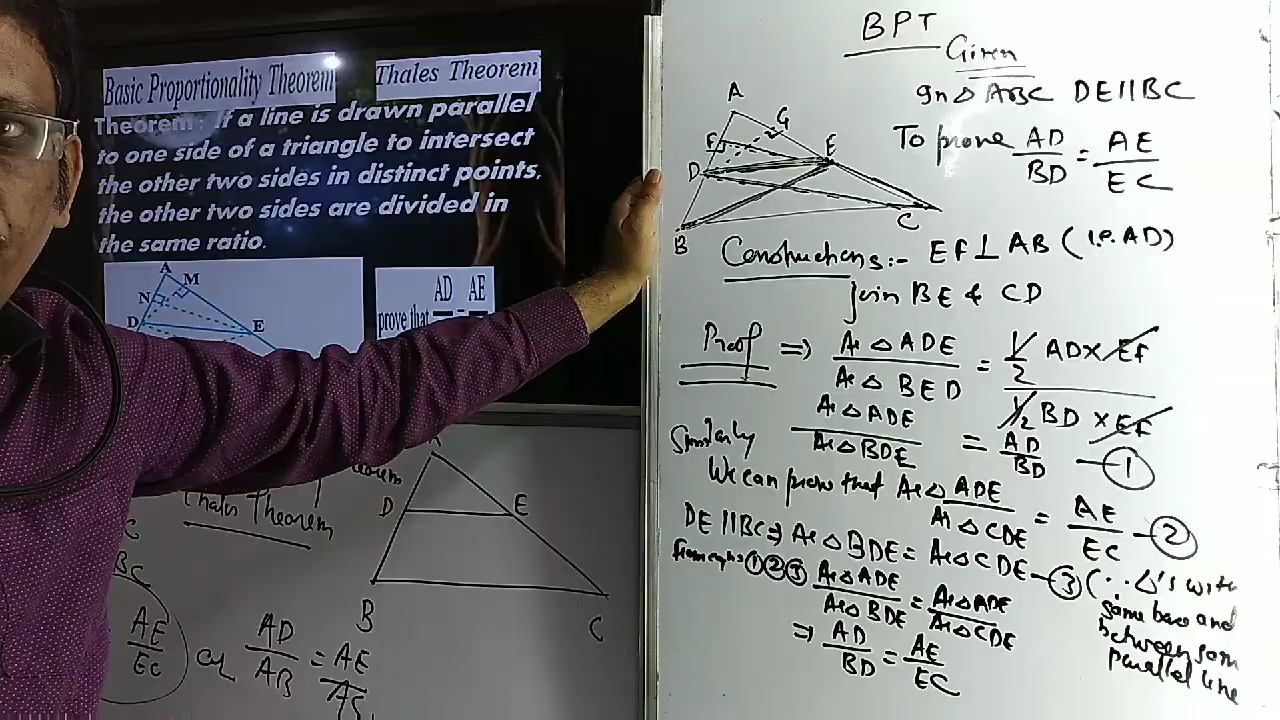 Basic Proportionality Theorem Thales Theorem
Theorem: If a line is drawn parallel
to one side of a triangle to intersect
the other two sides in distinct points,
the other two sides are divided in
the same ratio.
A
M
N
D
E
AD AE
prove that — = —
Thales Theorem
D
E
B
C
BC
AE/EC or AD/AB = AE/AC
BPT
Given
In △ ABC DE||BC
To prove AD/BD = AE/EC
A
G
F
E
D
C
B
Constructions:- EF⊥AB (i.e. AD)
Join BE & CD
Proof ⇒ Ar △ ADE / Ar △ BED = 1/2 AD × EF / 1/2 BD × EF
Ar △ ADE / Ar △ BDE = AD/BD — ①
Similarly
We can prove that Ar △ ADE / Ar △ CDE = AE/EC — ②
DE||BC ⇒ Ar △ BDE = Ar △ CDE — ③ (∵ △'s with
same base and
between same
parallel line
From eqns ① ② ③ Ar △ ADE / Ar △ BDE = Ar △ ADE / Ar △ CDE
⇒ AD/BD = AE/EC